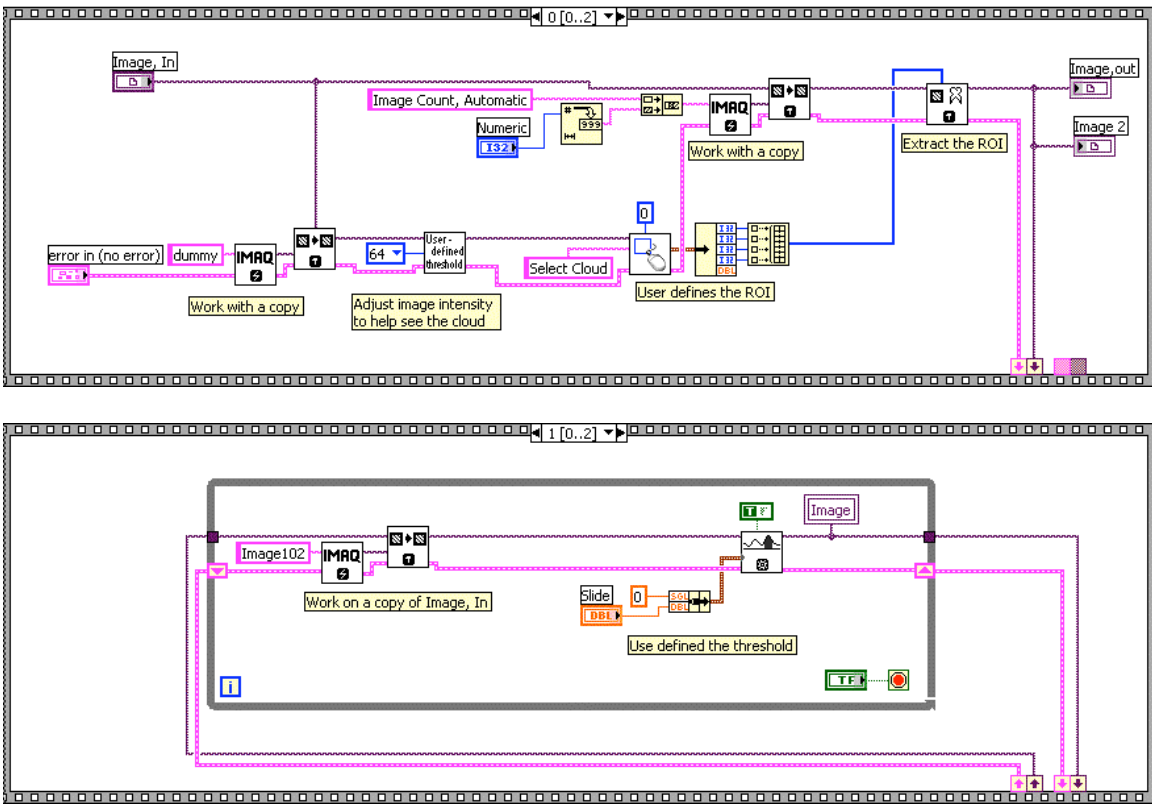 0 [0..2]
Image, In
Image,out
Image Count, Automatic
IMAQ
# 999
Numeric
I32
Work with a copy
Extract the ROI
Image 2
0
error in (no error)
dummy
IMAQ
64
User-
defined
threshold
Select Cloud
I32
I32
I32
I32
DBL
Work with a copy
Adjust image intensity
to help see the cloud
User defines the ROI
1 [0..2]
T
Image
Image102
IMAQ
Work on a copy of Image, In
Slide
DBL
0
SGL
DBL
Use defined the threshold
i
TF